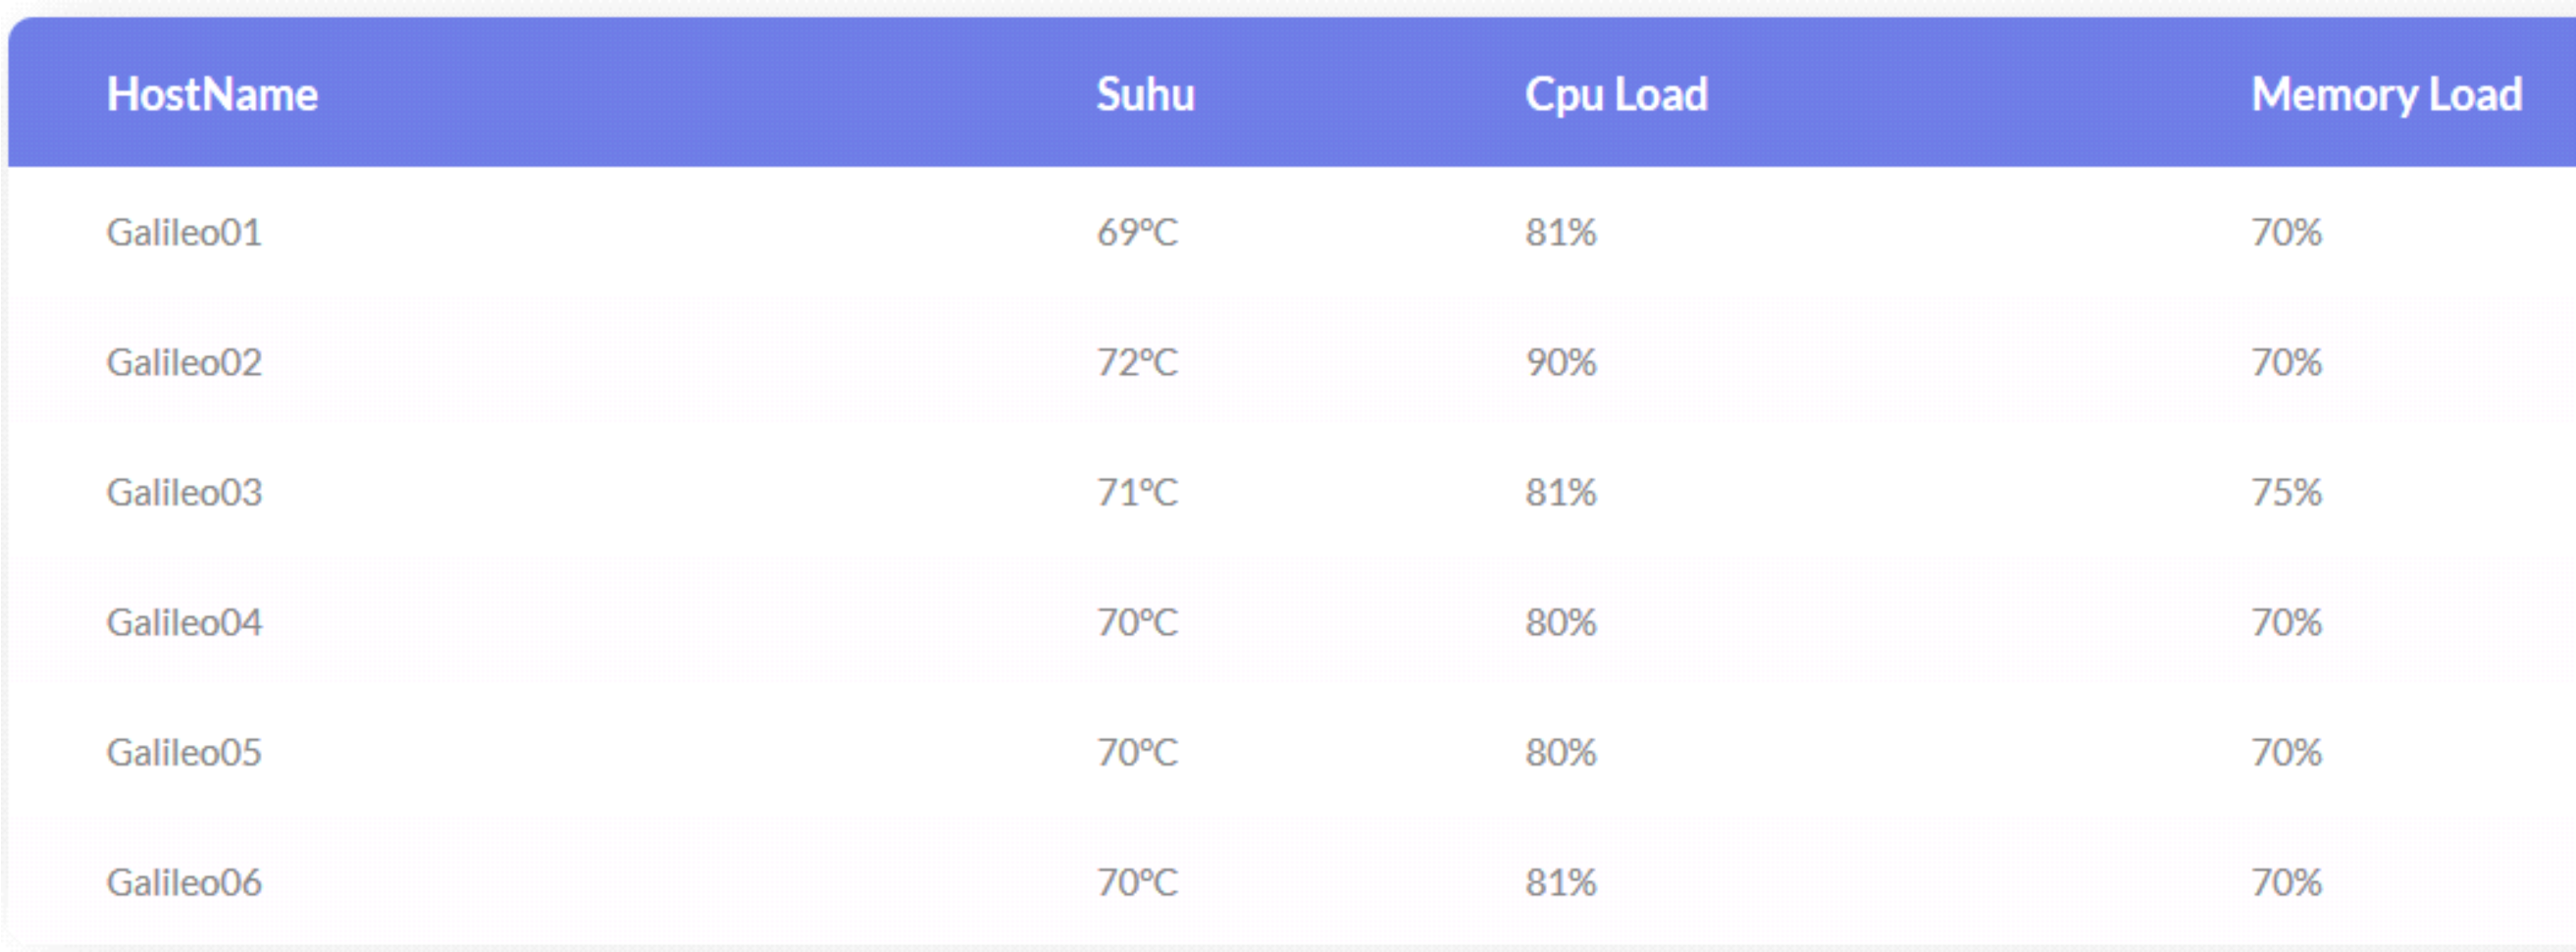 HostName Suhu Cpu Load Memory Load
Galileo01 69°C 81% 70%
Galileo02 72°C 90% 70%
Galileo03 71°C 81% 75%
Galileo04 70°C 80% 70%
Galileo05 70°C 80% 70%
Galileo06 70°C 81% 70%